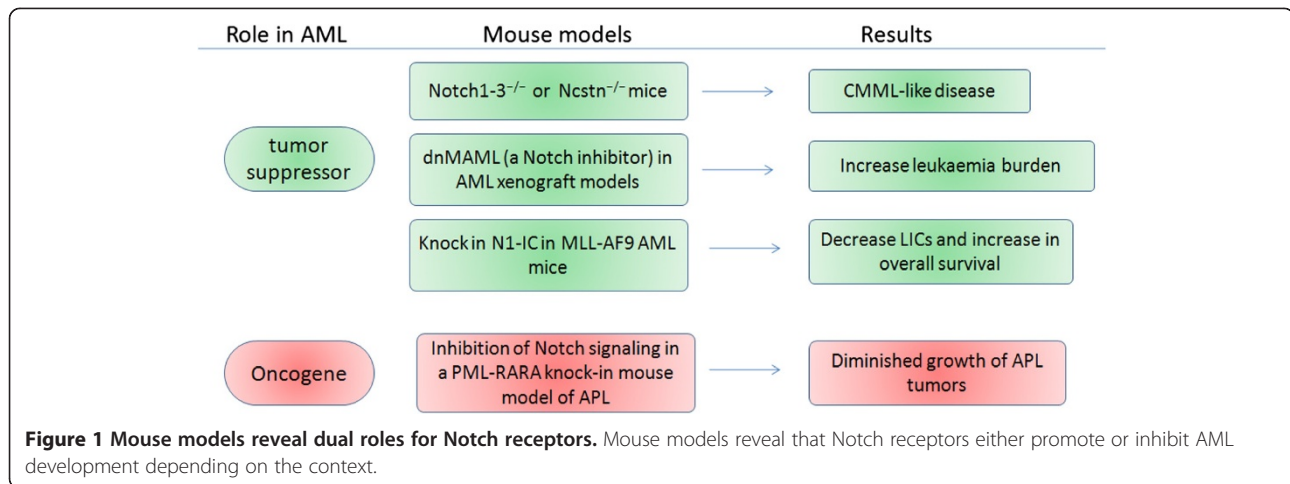 Role in AML Mouse models Results
Notch1-3⁻/⁻ or Ncstn⁻/⁻ mice
CMML-like disease
tumor
suppressor
dnMAML (a Notch inhibitor) in
AML xenograft models
Increase leukaemia burden
Knock in N1-IC in MLL-AF9 AML
mice
Decrease LICs and increase in
overall survival
Oncogene
Inhibition of Notch signaling in
a PML-RARA knock-in mouse
model of APL
Diminished growth of APL
tumors
Figure 1 Mouse models reveal dual roles for Notch receptors. Mouse models reveal that Notch receptors either promote or inhibit AML
development depending on the context.